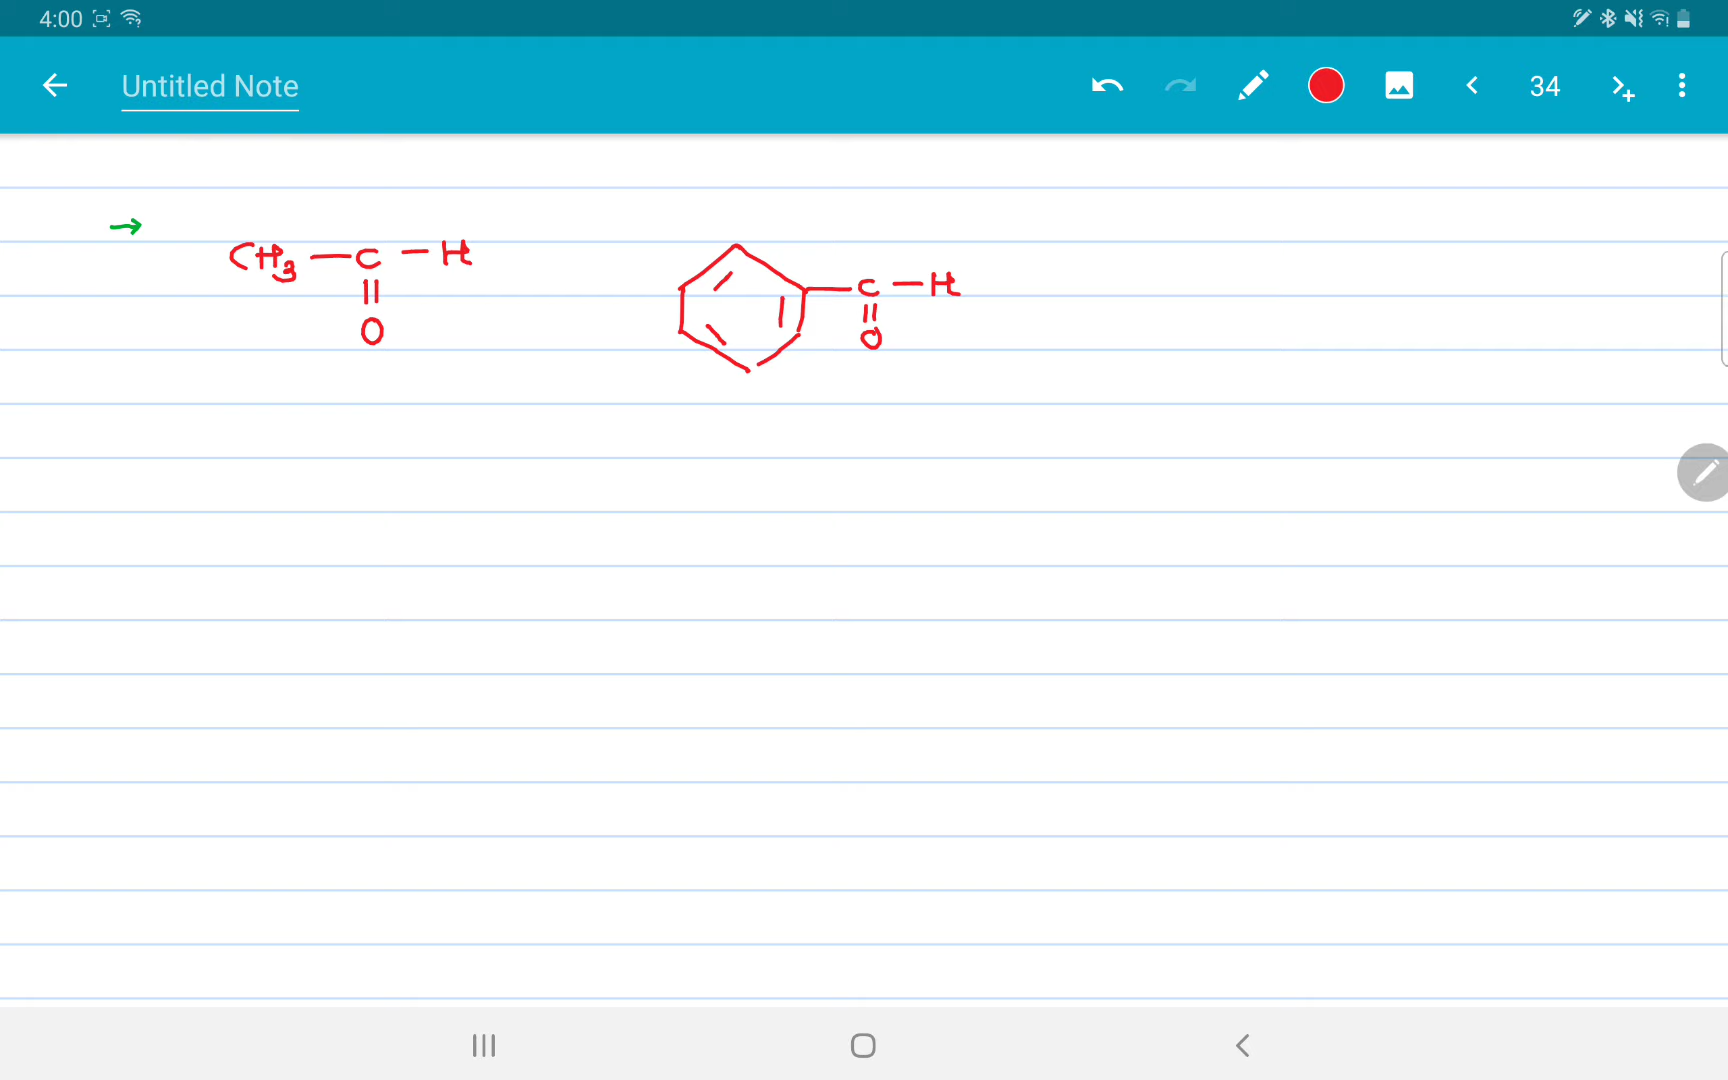 4:00
Untitled Note
34
→
CH₃ — C — H
||
O
C — H
||
O